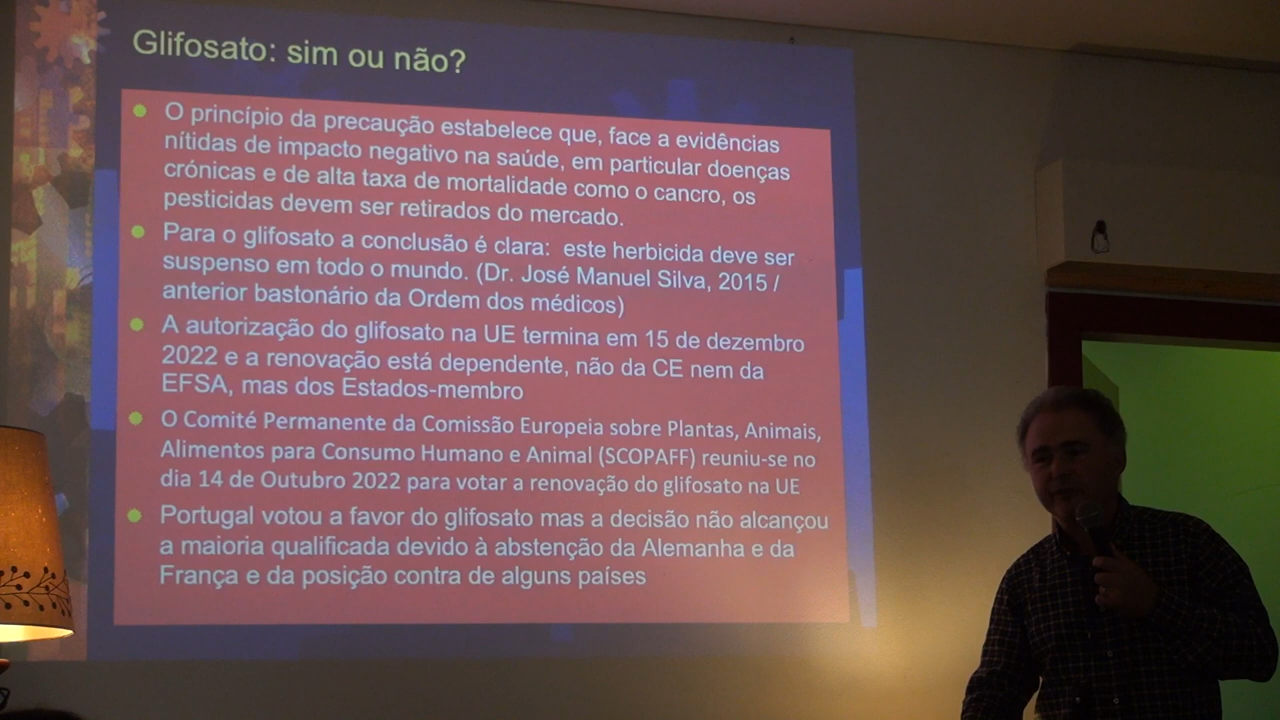 Glifosato: sim ou não?
O princípio da precaução estabelece que, face a evidências
nítidas de impacto negativo na saúde, em particular doenças
crónicas e de alta taxa de mortalidade como o cancro, os
pesticidas devem ser retirados do mercado.
Para o glifosato a conclusão é clara: este herbicida deve ser
suspenso em todo o mundo. (Dr. José Manuel Silva, 2015 /
anterior bastonário da Ordem dos médicos)
A autorização do glifosato na UE termina em 15 de dezembro
2022 e a renovação está dependente, não da CE nem da
EFSA, mas dos Estados-membro
O Comité Permanente da Comissão Europeia sobre Plantas, Animais,
Alimentos para Consumo Humano e Animal (SCOPAFF) reuniu-se no
dia 14 de Outubro 2022 para votar a renovação do glifosato na UE
Portugal votou a favor do glifosato mas a decisão não alcançou
a maioria qualificada devido à abstenção da Alemanha e da
França e da posição contra de alguns países